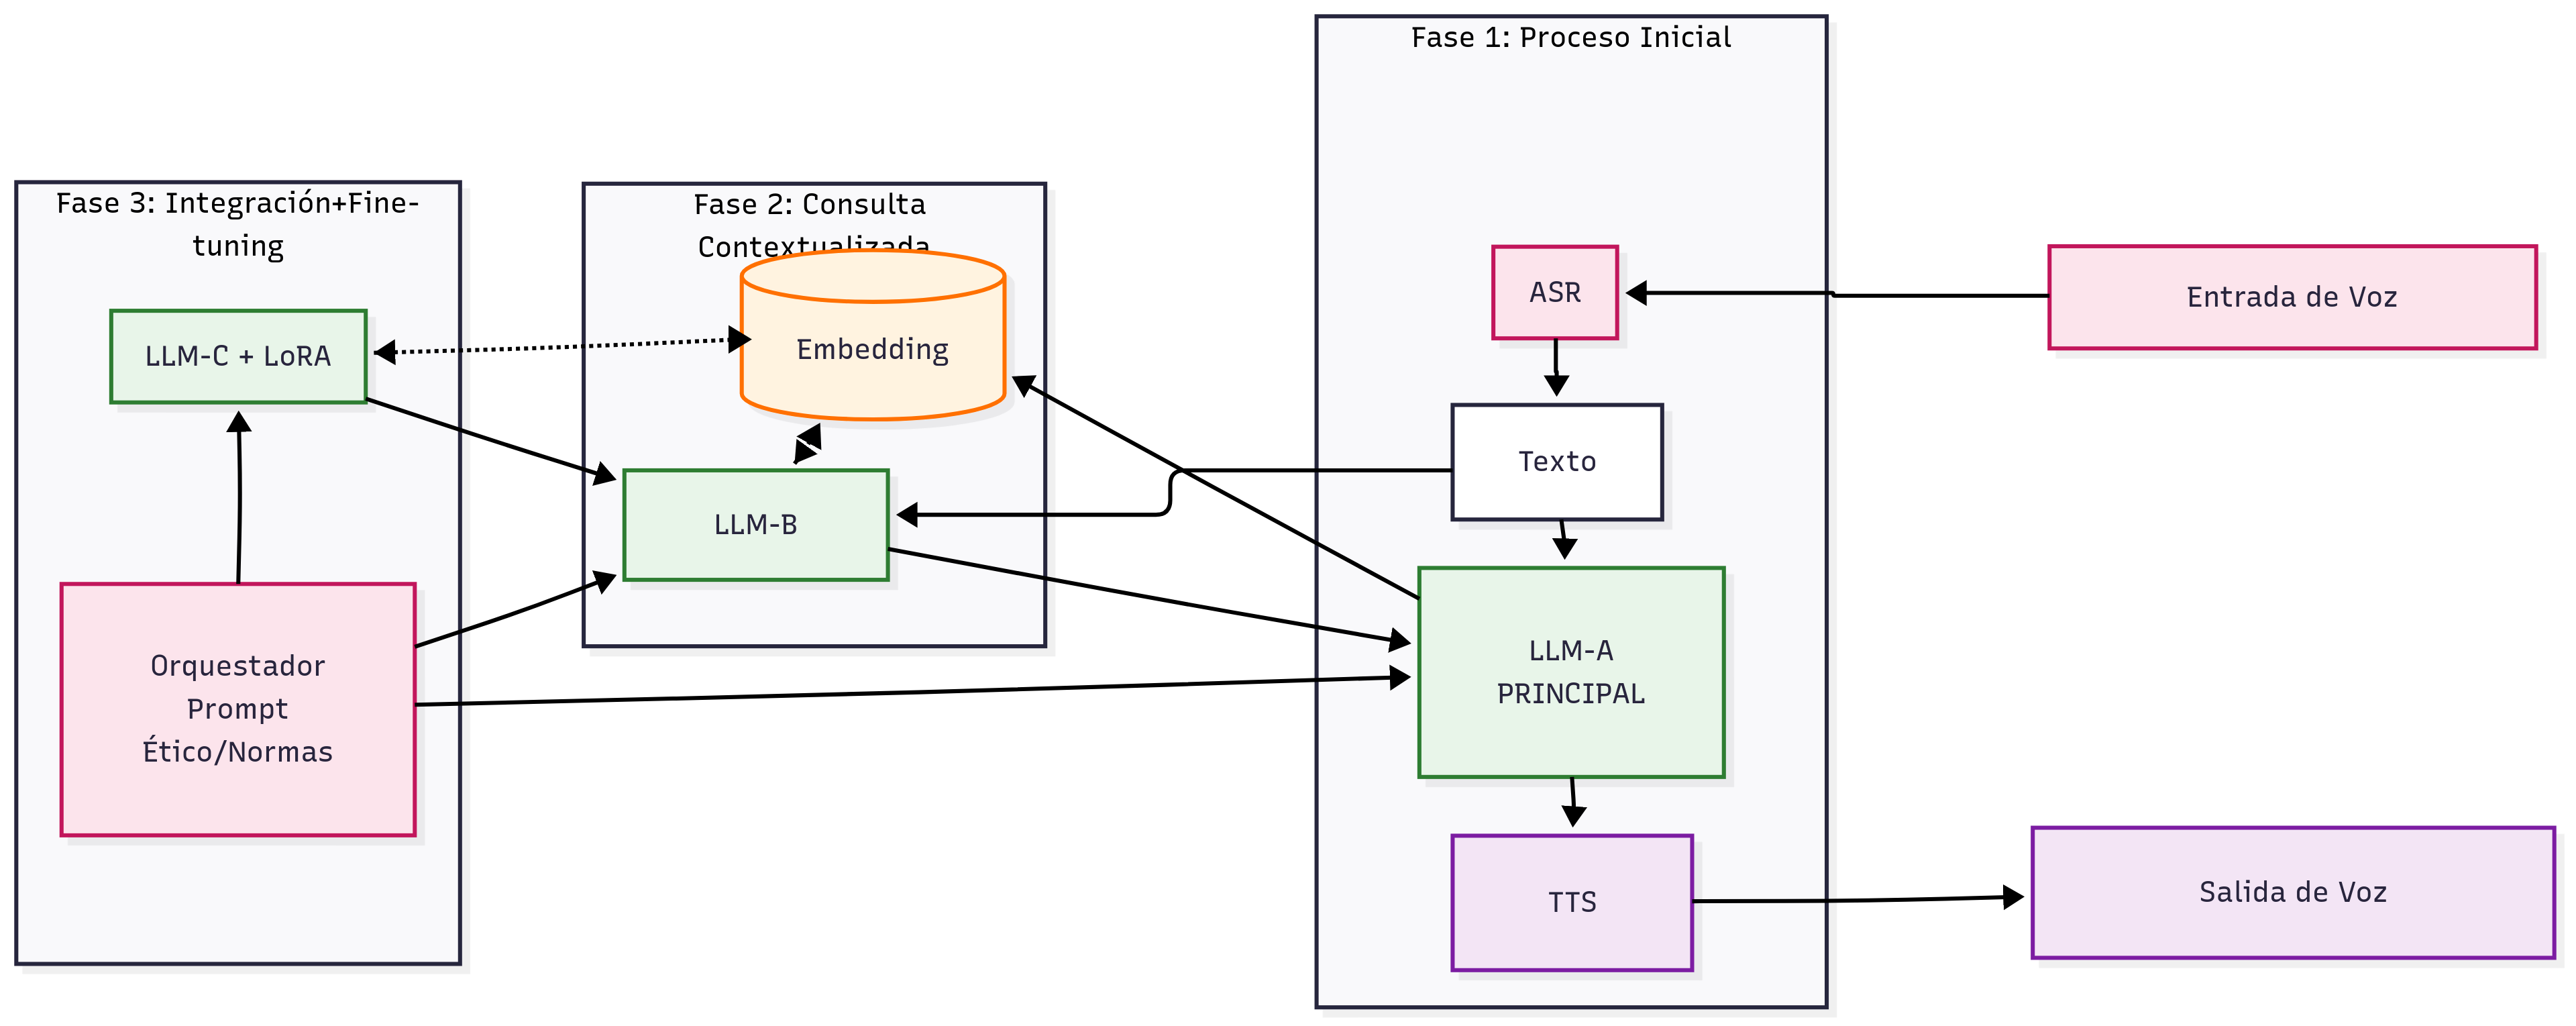 Fase 1: Proceso Inicial
Fase 3: Integración+Fine-
tuning
Fase 2: Consulta
Contextualizada
ASR
Entrada de Voz
LLM-C + LoRA
Embedding
Texto
LLM-B
LLM-A
PRINCIPAL
Orquestador
Prompt
Ético/Normas
TTS
Salida de Voz